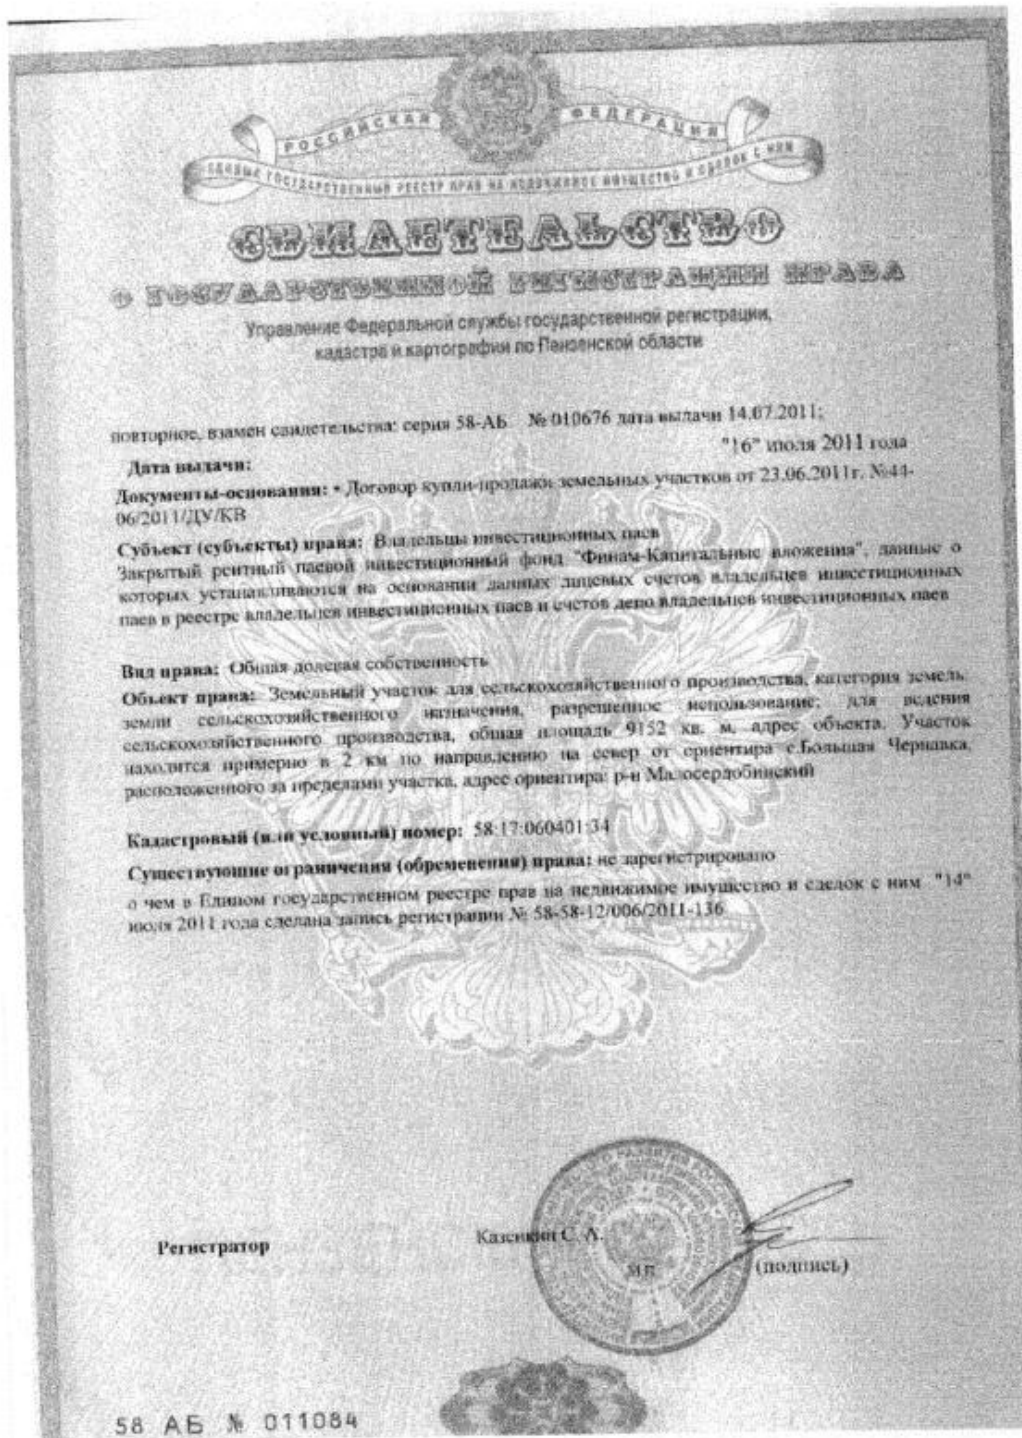 РОССИЙСКАЯ ФЕДЕРАЦИЯ
ЕДИНЫЙ ГОСУДАРСТВЕННЫЙ РЕЕСТР ПРАВ НА НЕДВИЖИМОЕ ИМУЩЕСТВО И СДЕЛОК С НИМ
СВИДЕТЕЛЬСТВО
О ГОСУДАРСТВЕННОЙ РЕГИСТРАЦИИ ПРАВА
Управление Федеральной службы государственной регистрации,
кадастра и картографии по Пензенской области
повторное, взамен свидетельства: серия 58-АБ № 010676 дата выдачи 14.07.2011;
Дата выдачи: "16" июля 2011 года
Документы-основания: • Договор купли-продажи земельных участков от 23.06.2011г. №44-
06/2011/ДУ/КВ
Субъект (субъекты) права: Владельцы инвестиционных паев
Закрытый рентный паевой инвестиционный фонд "Финам-Капитальные вложения", данные о
которых устанавливаются на основании данных лицевых счетов владельцев инвестиционных
паев в реестре владельцев инвестиционных паев и счетов депо владельцев инвестиционных паев
Вид права: Общая долевая собственность
Объект права: Земельный участок для сельскохозяйственного производства, категория земель:
земли сельскохозяйственного назначения, разрешенное использование: для ведения
сельскохозяйственного производства, общая площадь 9152 кв. м, адрес объекта. Участок
находится примерно в 2 км по направлению на север от ориентира с.Большая Чернавка,
расположенного за пределами участка, адрес ориентира: р-н Малосердобинский
Кадастровый (или условный) номер: 58:17:060401:34
Существующие ограничения (обременения) права: не зарегистрировано
о чем в Едином государственном реестре прав на недвижимое имущество и сделок с ним "14"
июля 2011 года сделана запись регистрации № 58-58-12/006/2011-136
Регистратор Казенкин С. А.
М.П. (подпись)
58 АБ № 011084